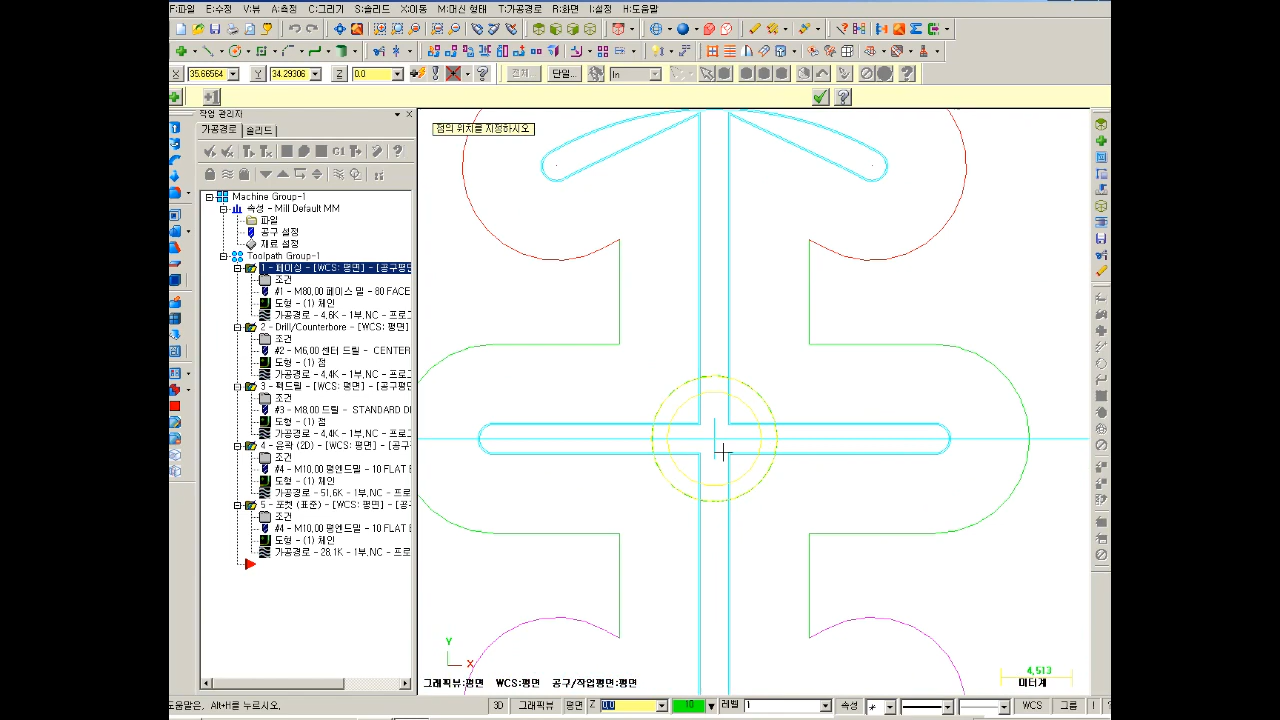 F:파일 E:수정 V:뷰 A:측정 C:그리기 S:솔리드 X:이동 M:머신 형태 T:가공경로 R:화면 I:설정 H:도움말
X 35.66564 Y 34.29306 Z 0.0 전체... 단일... In
+1
작업 관리자
가공경로 솔리드
G1
점의 위치를 지정하시오
Machine Group-1
속성 - Mill Default MM
파일
공구 설정
재료 설정
Toolpath Group-1
1 - 페이싱 - [WCS: 평면] - [공구평면
조건
#1 - M80,00 페이스 밀 - 80 FACE
도형 - (1) 체인
가공경로 - 4,6K - 1부,NC - 프로
2 - Drill/Counterbore - [WCS: 평면]
조건
#2 - M6,00 센터 드릴 - CENTER
도형 - (1) 점
가공경로 - 4,4K - 1부,NC - 프로
3 - 팩드릴 - [WCS: 평면] - [공구평
조건
#3 - M8,00 드릴 - STANDARD D
도형 - (1) 점
가공경로 - 4,4K - 1부,NC - 프로
4 - 윤곽 (2D) - [WCS: 평면] - [공
조건
#4 - M10,00 평엔드밀 - 10 FLAT E
도형 - (1) 체인
가공경로 - 51,6K - 1부,NC - 프로
5 - 포켓 (표준) - [WCS: 평면] - [공
조건
#4 - M10,00 평엔드밀 - 10 FLAT E
도형 - (1) 체인
가공경로 - 28,1K - 1부,NC - 프로
Y
X
4,513
미터계
그래픽뷰:평면 WCS:평면 공구/작업평면:평면
도움말은, Alt+H를 누르시오. 3D 그래픽뷰 평면 Z 0,0 10 레벨 1 속성 WCS 그룹